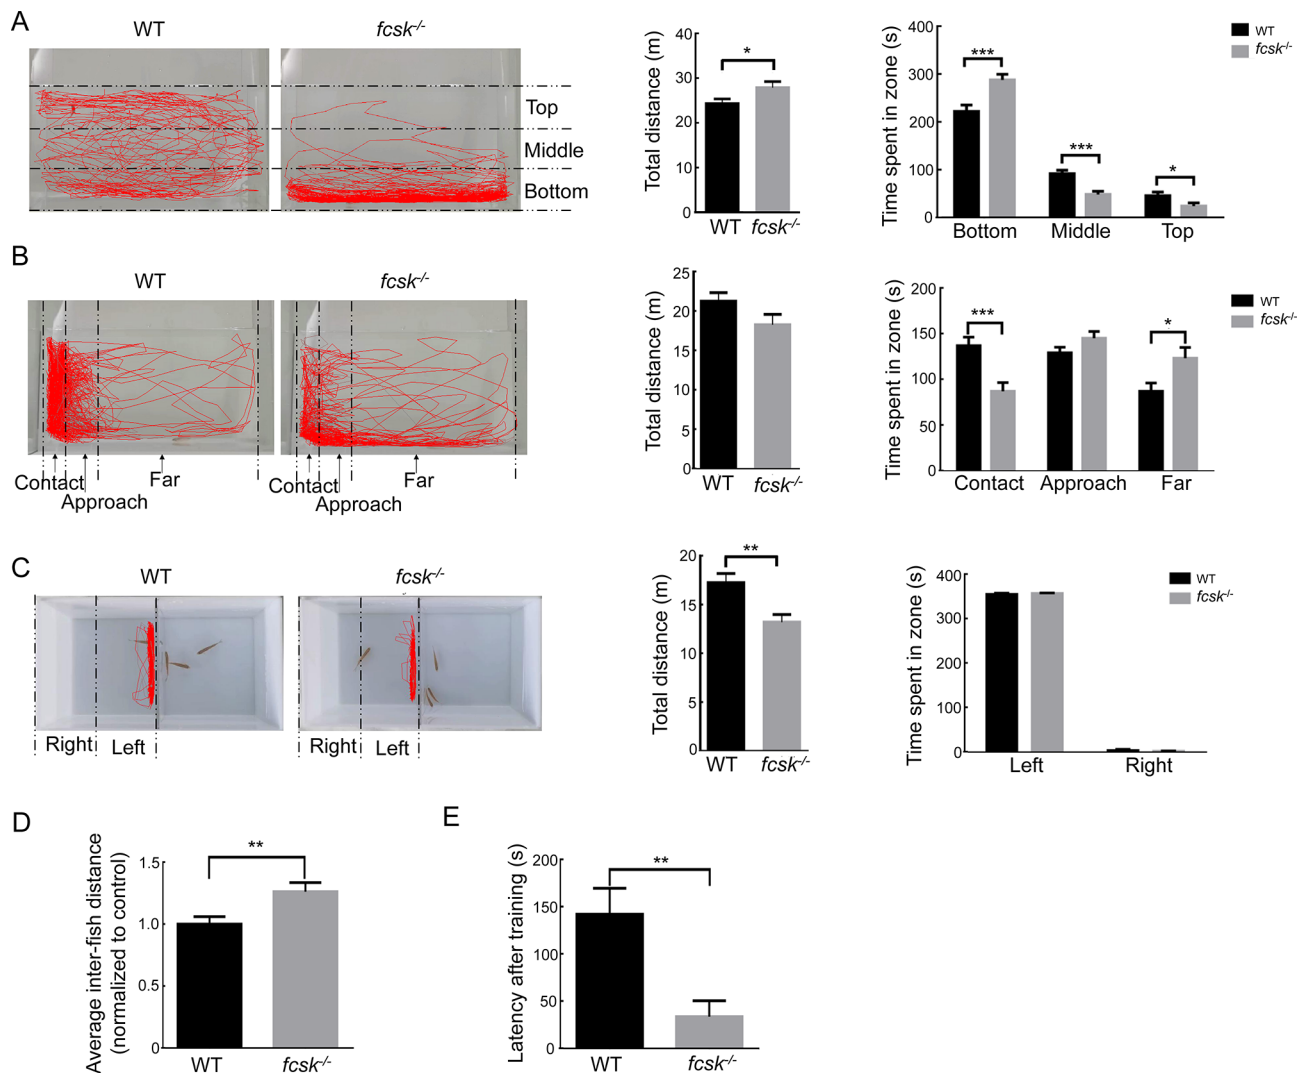 A
WT
fcsk-/-
Top
Middle
Bottom
Total distance (m)
40
30
20
10
0
*
WT
fcsk-/-
Time spent in zone (s)
400
300
200
100
0
***
***
*
Bottom
Middle
Top
WT
fcsk-/-
B
WT
fcsk-/-
Contact
Approach
Far
Contact
Approach
Far
Total distance (m)
25
20
15
20
5
0
WT
fcsk-/-
Time spent in zone (s)
200
150
100
50
0
***
*
Contact
Approach
Far
WT
fcsk-/-
C
WT
fcsk-/-
Right
Left
Right
Left
Total distance (m)
20
15
10
5
0
**
WT
fcsk-/-
Time spent in zone (s)
400
300
200
100
0
Left
Right
WT
fcsk-/-
D
Average inter-fish distance
(normalized to control)
1.5
1.0
0.5
0
**
WT
fcsk-/-
E
Latency after training (s)
200
150
100
50
0
**
WT
fcsk-/-